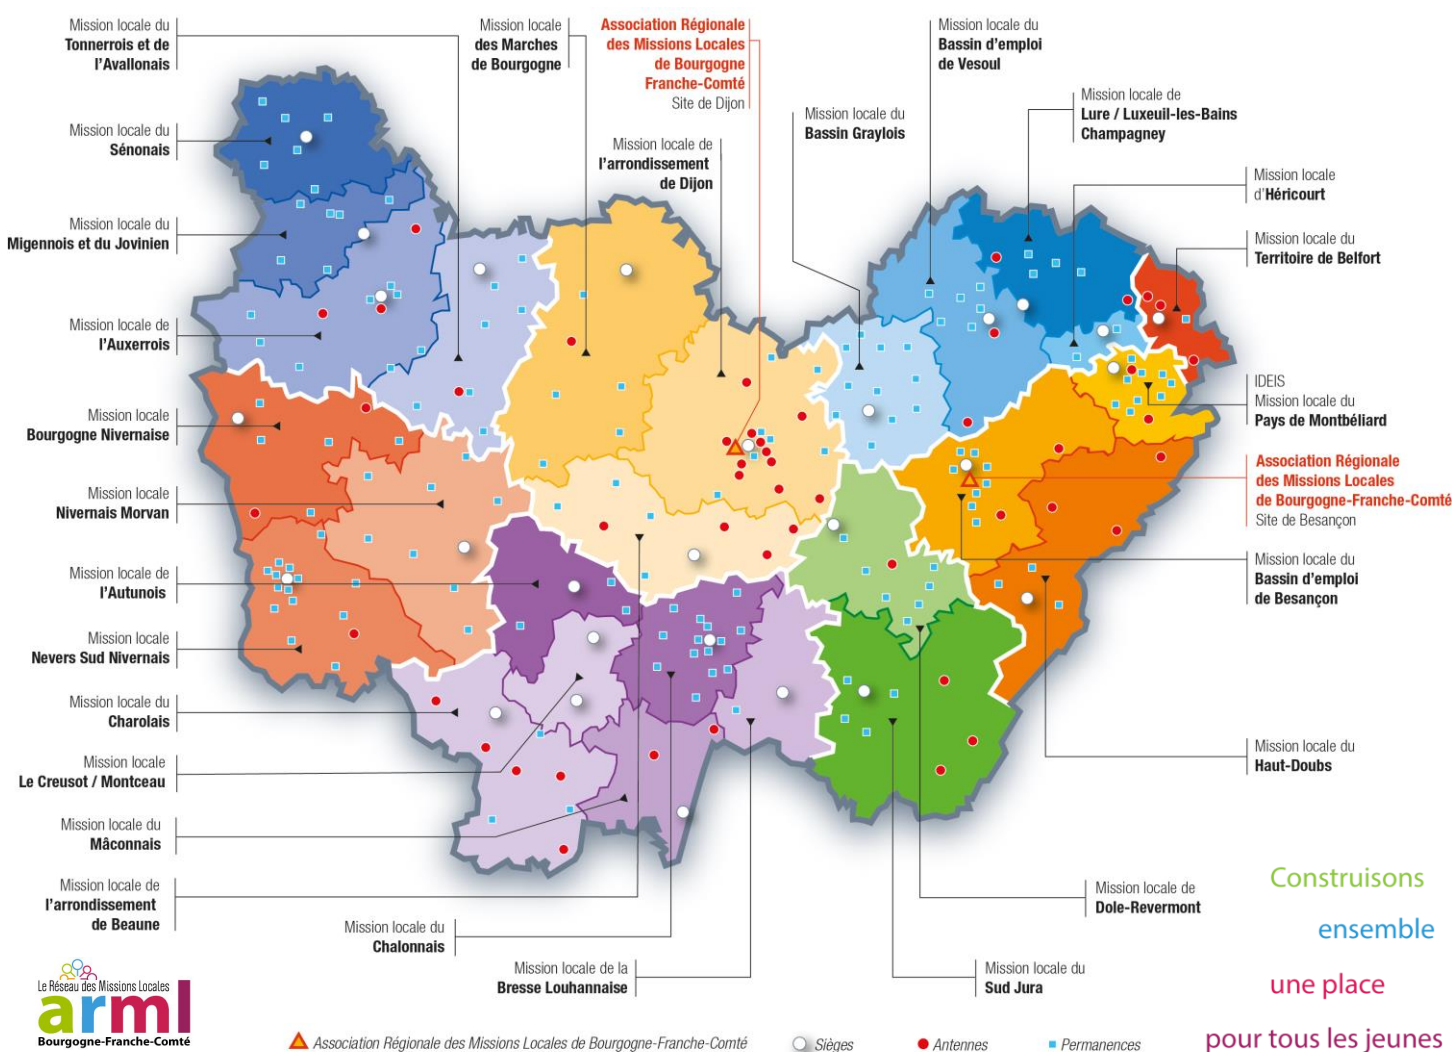 Mission locale du
Tonnerrois et de
l'Avallonais
Mission locale
des Marches
de Bourgogne
Association Régionale
des Missions Locales
de Bourgogne
Franche-Comté
Site de Dijon
Mission locale du
Bassin d'emploi
de Vesoul
Mission locale du
Bassin Graylois
Mission locale de
Lure / Luxeuil-les-Bains
Champagney
Mission locale du
Sénonais
Mission locale de
l'arrondissement
de Dijon
Mission locale
d'Héricourt
Mission locale du
Migennois et du Jovinien
Mission locale du
Territoire de Belfort
Mission locale de
l'Auxerrois
IDEIS
Mission locale du
Pays de Montbéliard
Mission locale
Bourgogne Nivernaise
Association Régionale
des Missions Locales
de Bourgogne-Franche-Comté
Site de Besançon
Mission locale
Nivernais Morvan
Mission locale du
Bassin d'emploi
de Besançon
Mission locale de
l'Autunois
Mission locale
Nevers Sud Nivernais
Mission locale du
Charolais
Mission locale du
Haut-Doubs
Mission locale
Le Creusot / Montceau
Mission locale du
Mâconnais
Mission locale de
l'arrondissement
de Beaune
Mission locale de
Dole-Revermont
Mission locale du
Chalonnais
Mission locale de la
Bresse Louhannaise
Mission locale du
Sud Jura
Construisons
ensemble
une place
pour tous les jeunes
Le Réseau des Missions Locales
arml
Bourgogne-Franche-Comté
Association Régionale des Missions Locales de Bourgogne-Franche-Comté
Sièges
Antennes
Permanences